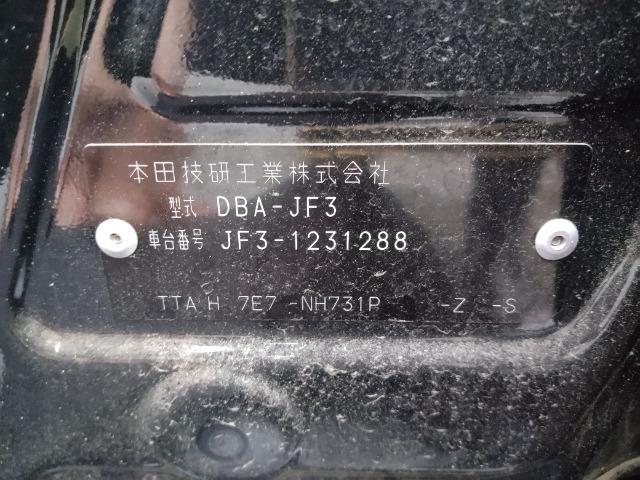 本田技研工業株式会社
型式 DBA-JF3
車台番号 JF3-1231288
TTA H 7E7 -NH731P -Z -S